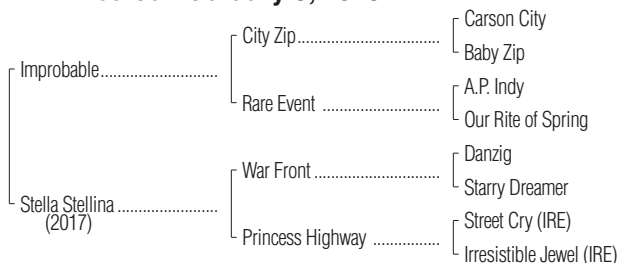 City Zip
Carson City
Baby Zip
Improbable
Rare Event
A.P. Indy
Our Rite of Spring
War Front
Danzig
Starry Dreamer
Stella Stellina
(2017)
Princess Highway
Street Cry (IRE)
Irresistible Jewel (IRE)